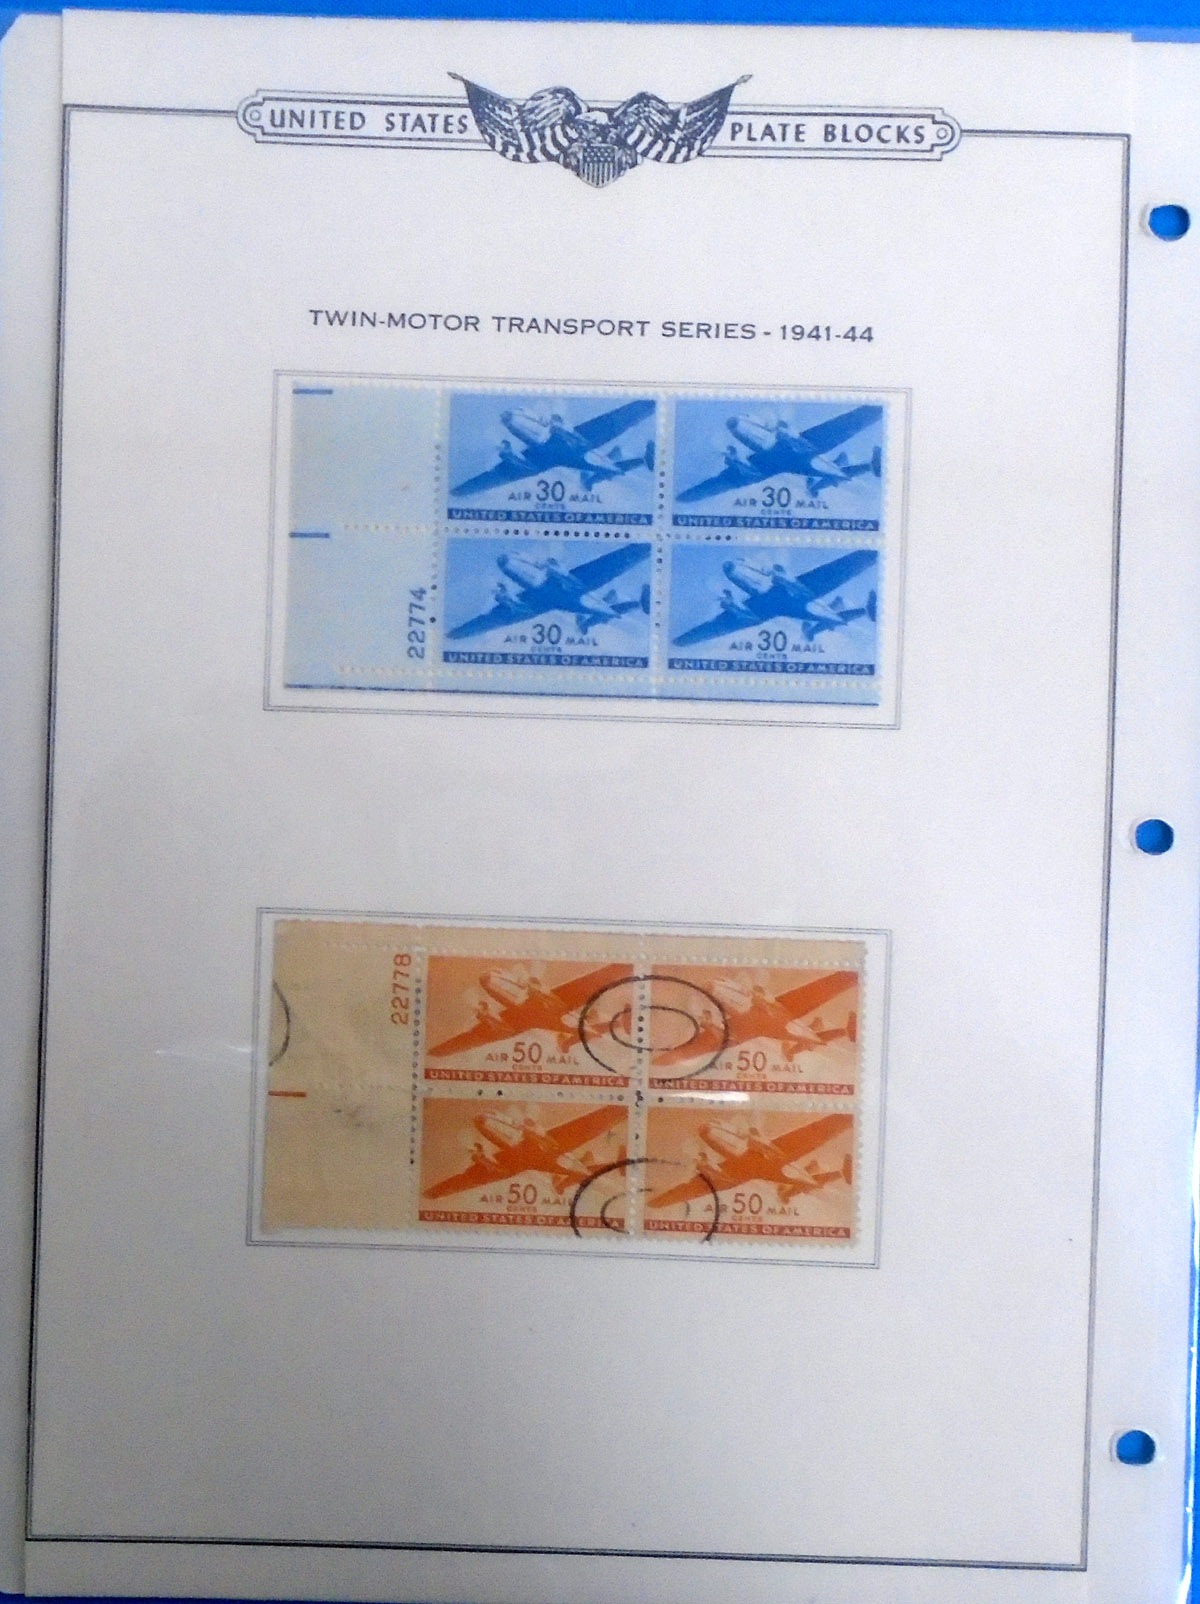 UNITED STATES PLATE BLOCKS
TWIN-MOTOR TRANSPORT SERIES - 1941-44
AIR 30 MAIL
CENTS
UNITED STATES OF AMERICA
AIR 30 MAIL
CENTS
UNITED STATES OF AMERICA
22774
AIR 30 MAIL
CENTS
UNITED STATES OF AMERICA
AIR 30 MAIL
CENTS
UNITED STATES OF AMERICA
22778
AIR 50 MAIL
CENTS
UNITED STATES OF AMERICA
AIR 50 MAIL
CENTS
UNITED STATES OF AMERICA
AIR 50 MAIL
CENTS
UNITED STATES OF AMERICA
AIR 50 MAIL
CENTS
UNITED STATES OF AMERICA